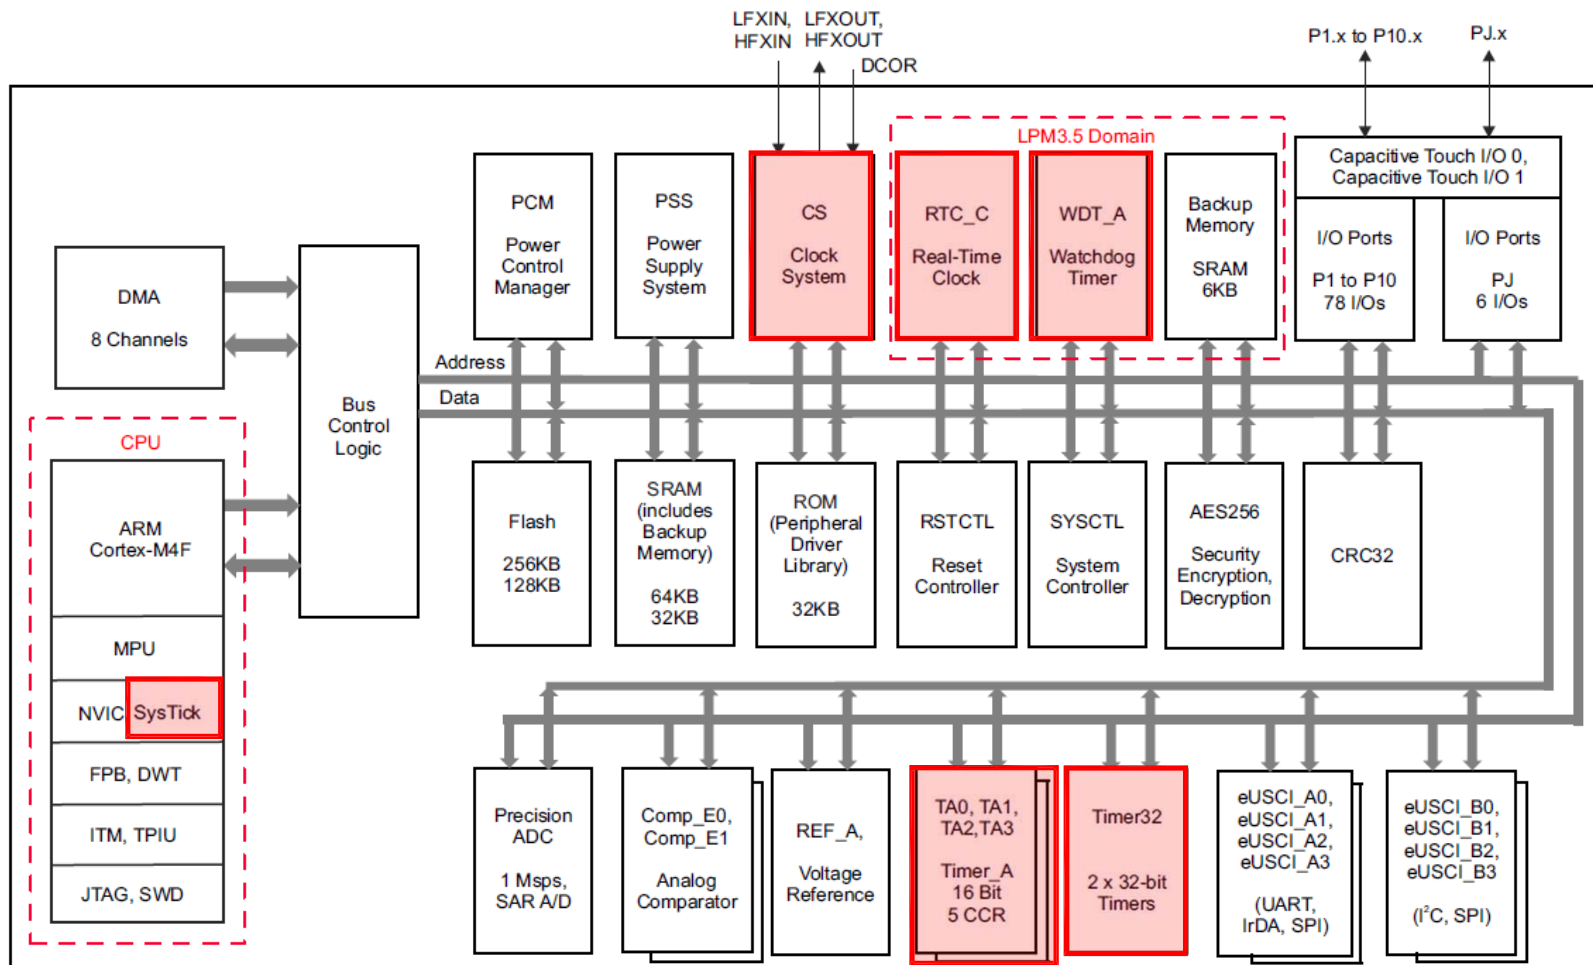 LFXIN,
HFXIN
LFXOUT,
HFXOUT
DCOR
P1.x to P10.x
PJ.x
LPM3.5 Domain
PCM
Power
Control
Manager
PSS
Power
Supply
System
CS
Clock
System
RTC_C
Real-Time
Clock
WDT_A
Watchdog
Timer
Backup
Memory
SRAM
6KB
Capacitive Touch I/O 0,
Capacitive Touch I/O 1
I/O Ports
P1 to P10
78 I/Os
I/O Ports
PJ
6 I/Os
DMA
8 Channels
Bus
Control
Logic
Address
Data
CPU
ARM
Cortex-M4F
MPU
NVIC, SysTick
FPB, DWT
ITM, TPIU
JTAG, SWD
Flash
256KB
128KB
SRAM
(includes
Backup
Memory)
64KB
32KB
ROM
(Peripheral
Driver
Library)
32KB
RSTCTL
Reset
Controller
SYSCTL
System
Controller
AES256
Security
Encryption,
Decryption
CRC32
Precision
ADC
1 Msps,
SAR A/D
Comp_E0,
Comp_E1
Analog
Comparator
REF_A,
Voltage
Reference
TA0, TA1,
TA2,TA3
Timer_A
16 Bit
5 CCR
Timer32
2 x 32-bit
Timers
eUSCI_A0,
eUSCI_A1,
eUSCI_A2,
eUSCI_A3
(UART,
IrDA, SPI)
eUSCI_B0,
eUSCI_B1,
eUSCI_B2,
eUSCI_B3
(I²C, SPI)